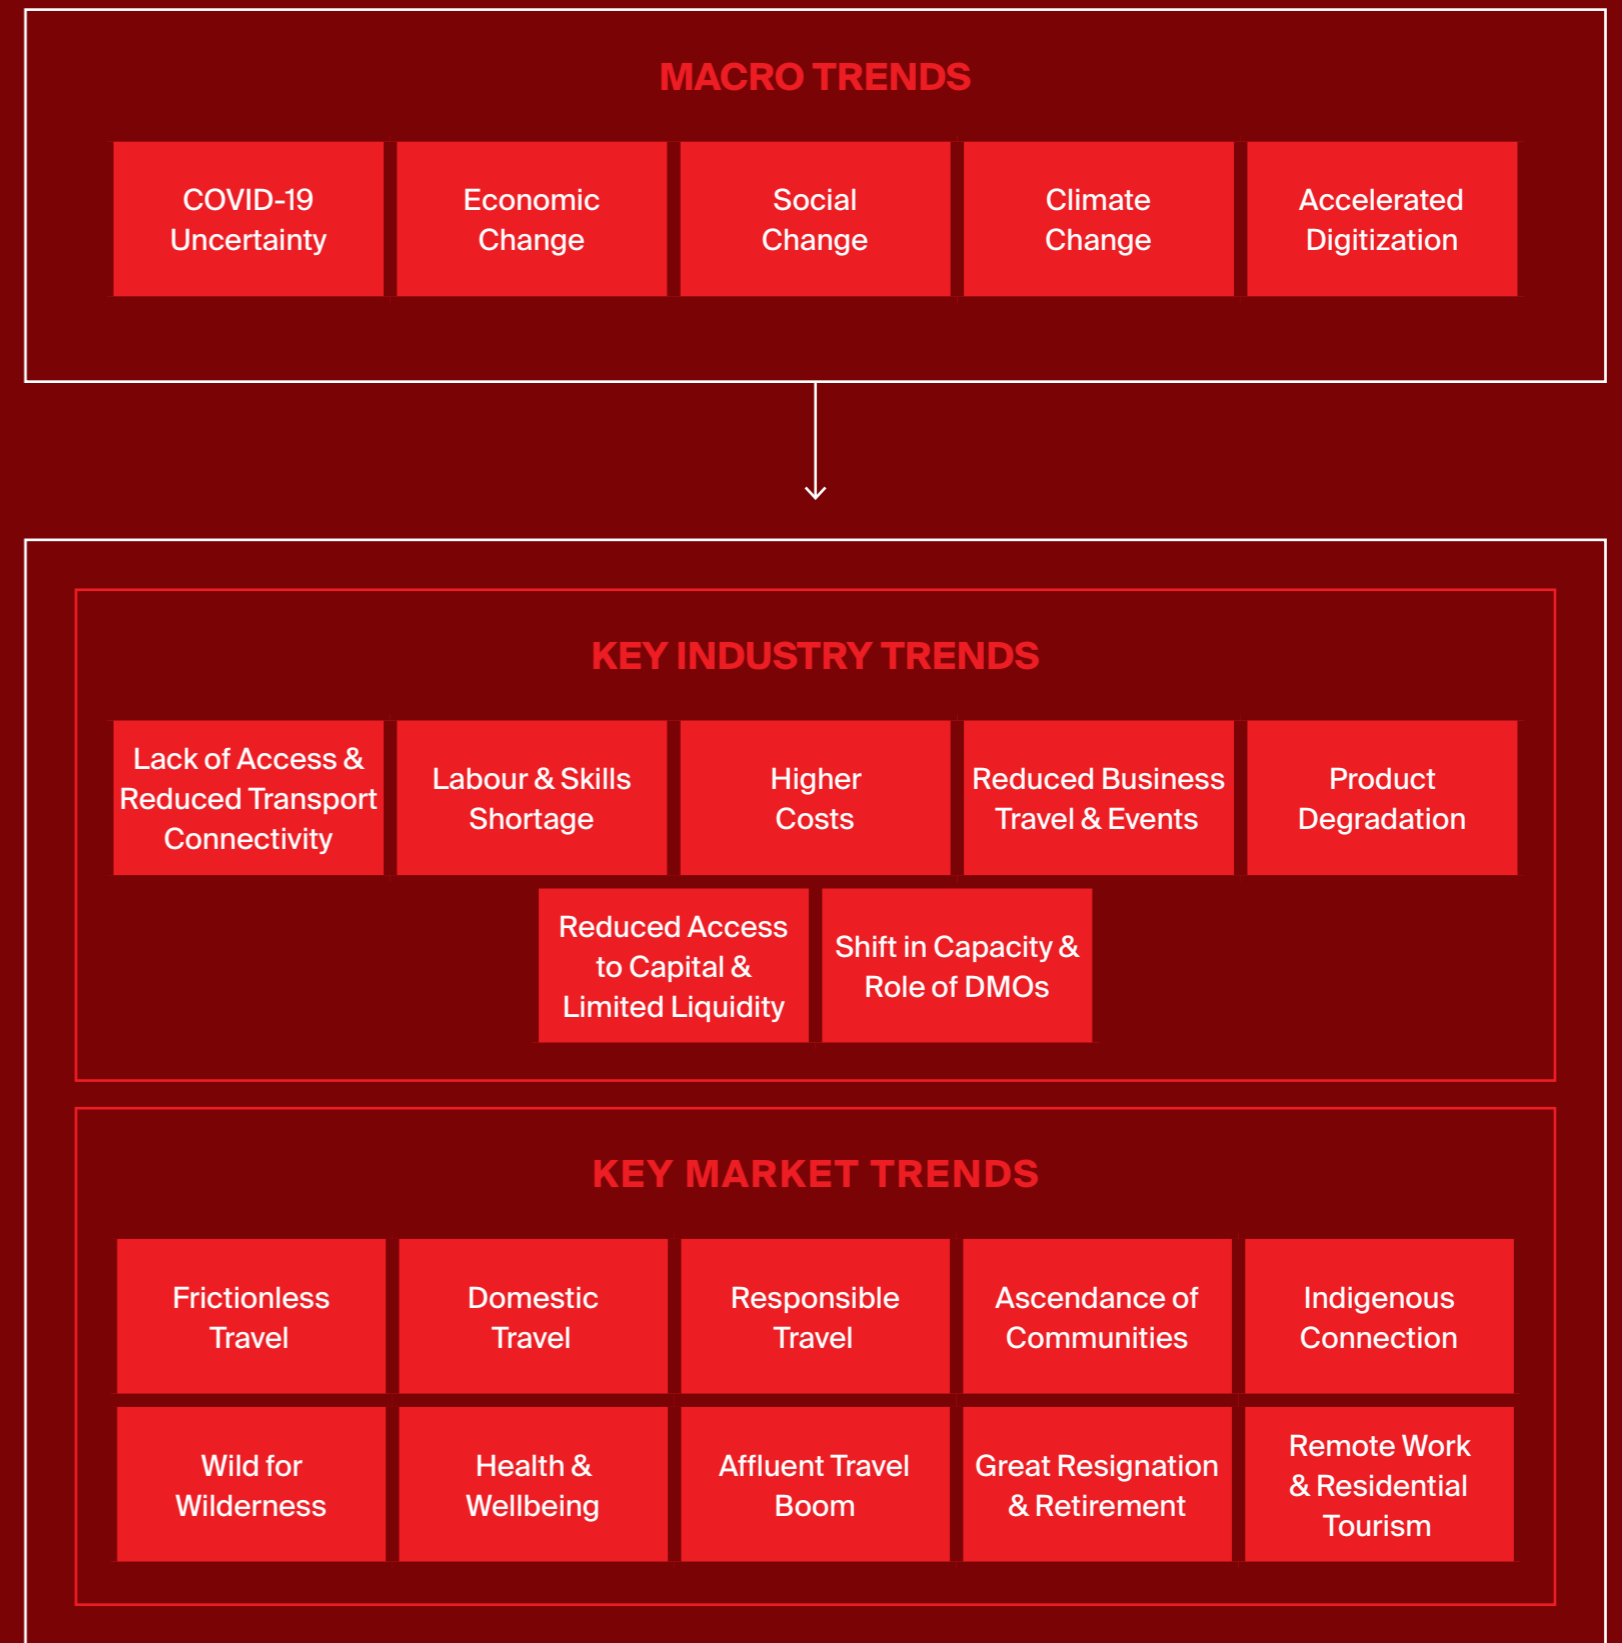 MACRO TRENDS
COVID-19
Uncertainty
Economic
Change
Social
Change
Climate
Change
Accelerated
Digitization
KEY INDUSTRY TRENDS
Lack of Access &
Reduced Transport
Connectivity
Labour & Skills
Shortage
Higher
Costs
Reduced Business
Travel & Events
Product
Degradation
Reduced Access
to Capital &
Limited Liquidity
Shift in Capacity &
Role of DMOs
KEY MARKET TRENDS
Frictionless
Travel
Domestic
Travel
Responsible
Travel
Ascendance of
Communities
Indigenous
Connection
Wild for
Wilderness
Health &
Wellbeing
Affluent Travel
Boom
Great Resignation
& Retirement
Remote Work
& Residential
Tourism